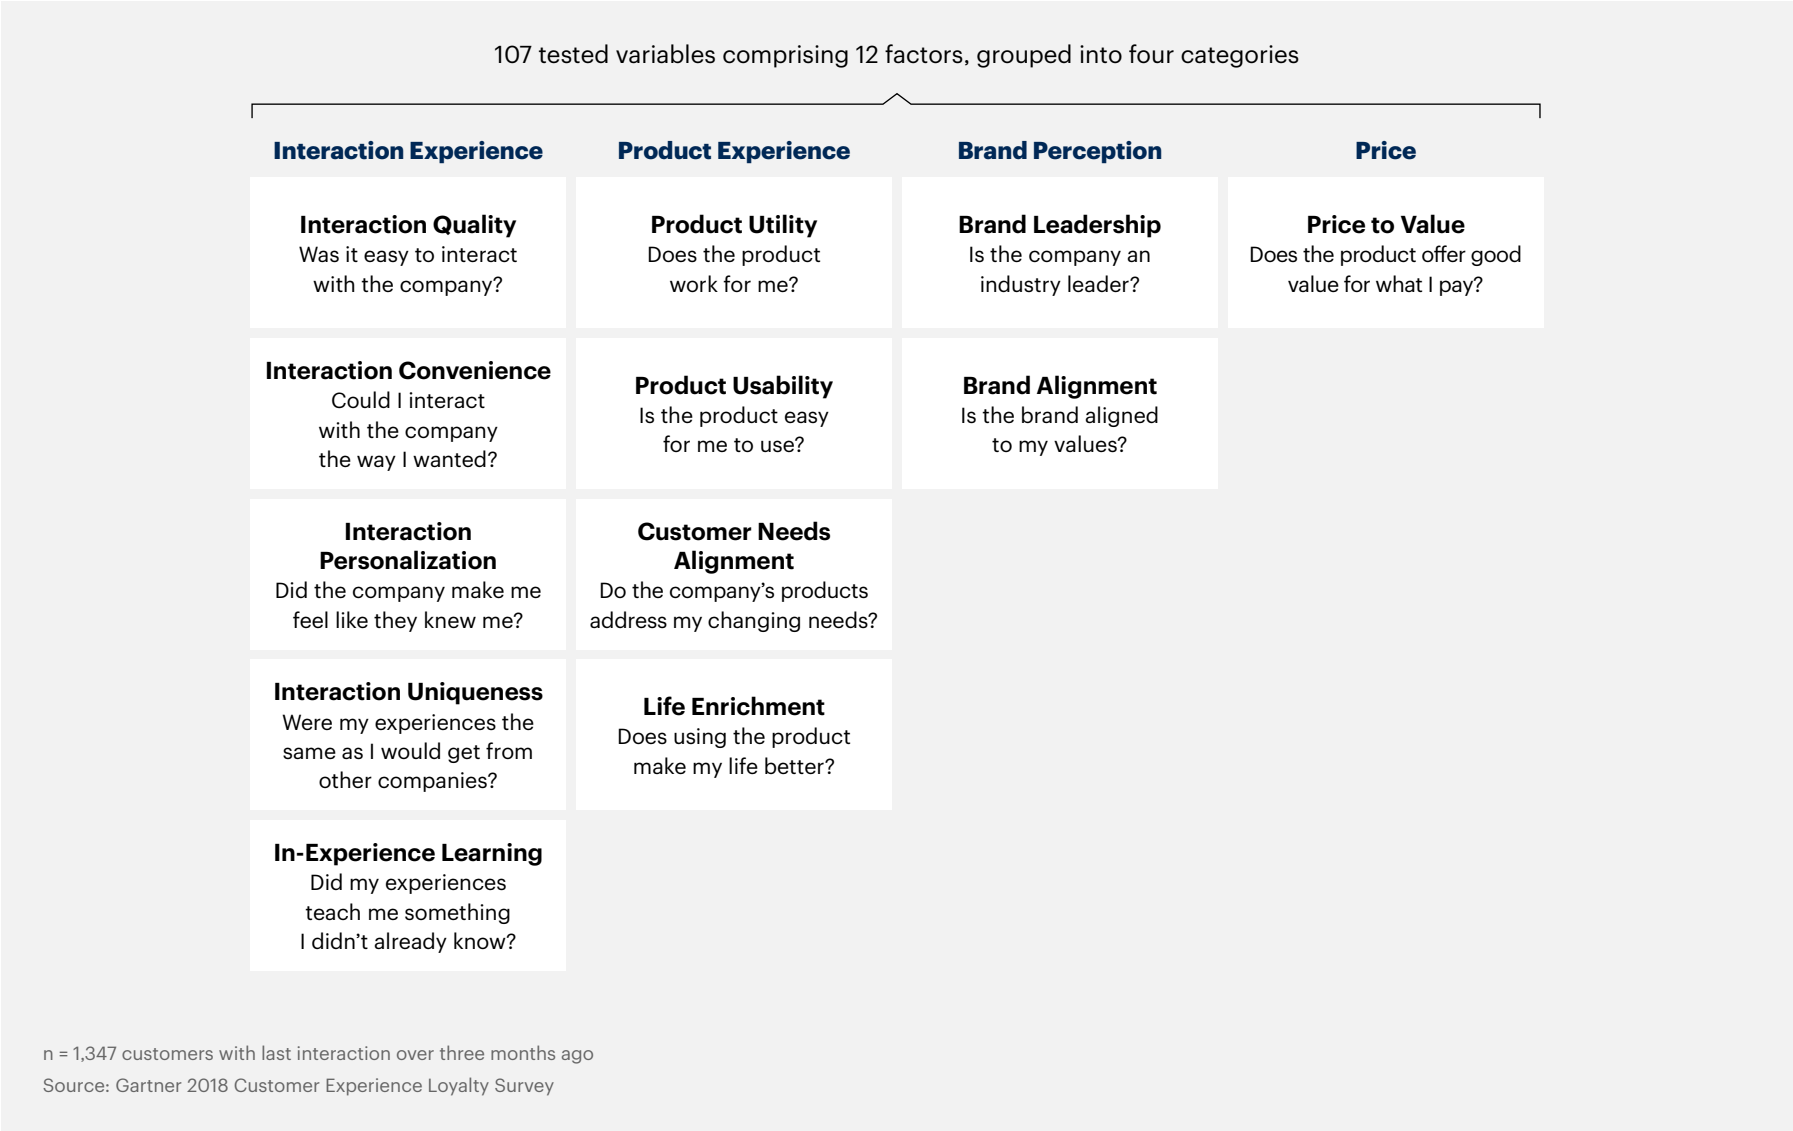 107 tested variables comprising 12 factors, grouped into four categories
Interaction Experience
Interaction Quality
Was it easy to interact
with the company?
Interaction Convenience
Could I interact
with the company
the way I wanted?
Interaction
Personalization
Did the company make me
feel like they knew me?
Interaction Uniqueness
Were my experiences the
same as I would get from
other companies?
In-Experience Learning
Did my experiences
teach me something
I didn’t already know?
Product Experience
Product Utility
Does the product
work for me?
Product Usability
Is the product easy
for me to use?
Customer Needs
Alignment
Do the company’s products
address my changing needs?
Life Enrichment
Does using the product
make my life better?
Brand Perception
Brand Leadership
Is the company an
industry leader?
Brand Alignment
Is the brand aligned
to my values?
Price
Price to Value
Does the product offer good
value for what I pay?
n = 1,347 customers with last interaction over three months ago
Source: Gartner 2018 Customer Experience Loyalty Survey